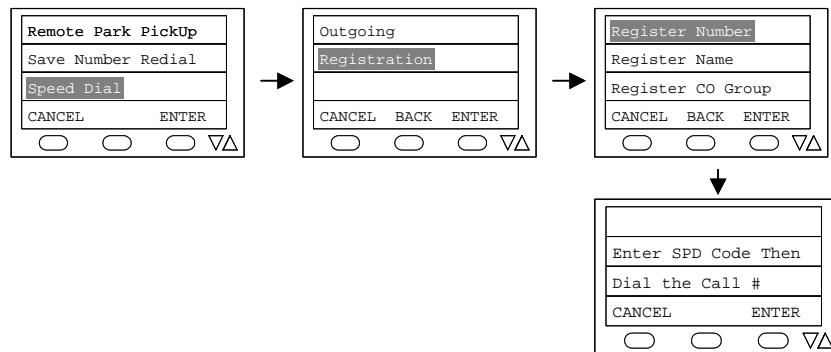 Remote Park PickUp
Save Number Redial
Speed Dial
CANCEL ENTER
Outgoing
Registration
CANCEL BACK ENTER
Register Number
Register Name
Register CO Group
CANCEL BACK ENTER
Enter SPD Code Then
Dial the Call #
CANCEL ENTER